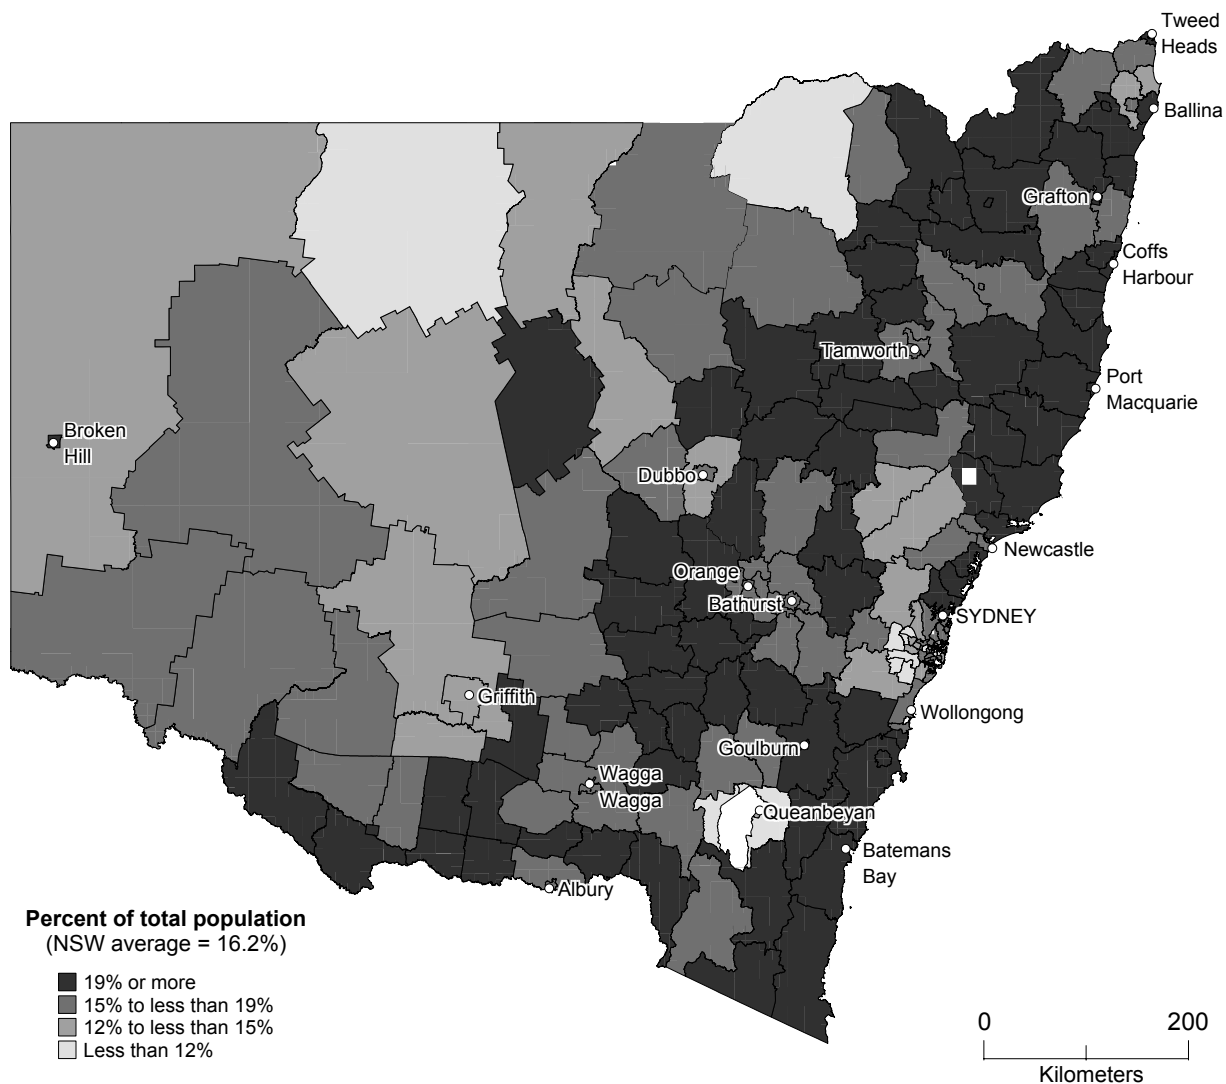 Tweed
Heads
Ballina
Grafton
Coffs
Harbour
Tamworth
Port
Macquarie
Broken
Hill
Dubbo
Newcastle
Orange
Bathurst
SYDNEY
Griffith
Wollongong
Goulburn
Wagga
Wagga
Queanbeyan
Batemans
Bay
Albury
Percent of total population
(NSW average = 16.2%)
19% or more
15% to less than 19%
12% to less than 15%
Less than 12%
0 200
Kilometers